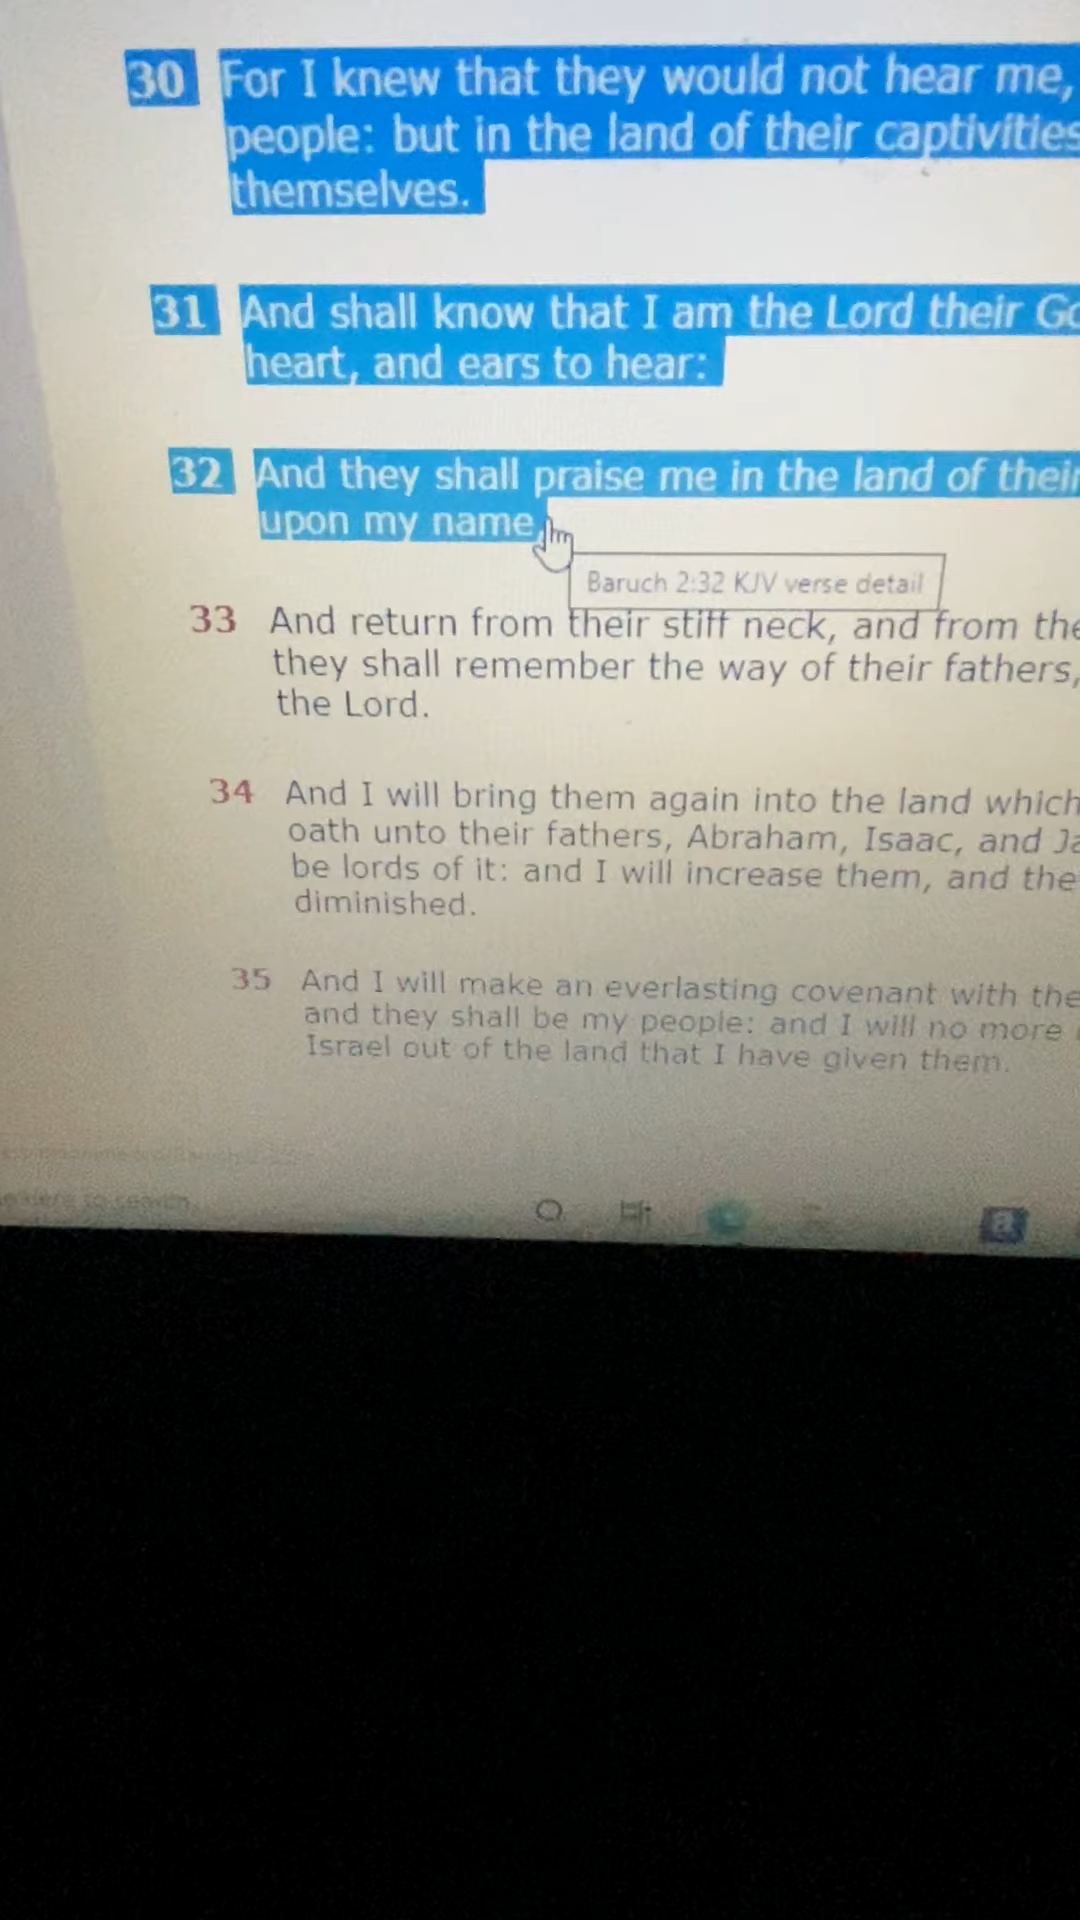 30 For I knew that they would not hear me,
people: but in the land of their captivities
themselves.
31 And shall know that I am the Lord their Go
heart, and ears to hear:
32 And they shall praise me in the land of their
upon my name
Baruch 2:32 KJV verse detail
33 And return from their stiff neck, and from the
they shall remember the way of their fathers,
the Lord.
34 And I will bring them again into the land which
oath unto their fathers, Abraham, Isaac, and Ja
be lords of it: and I will increase them, and the
diminished.
35 And I will make an everlasting covenant with the
and they shall be my people: and I will no more
Israel out of the land that I have given them.
here to search
a